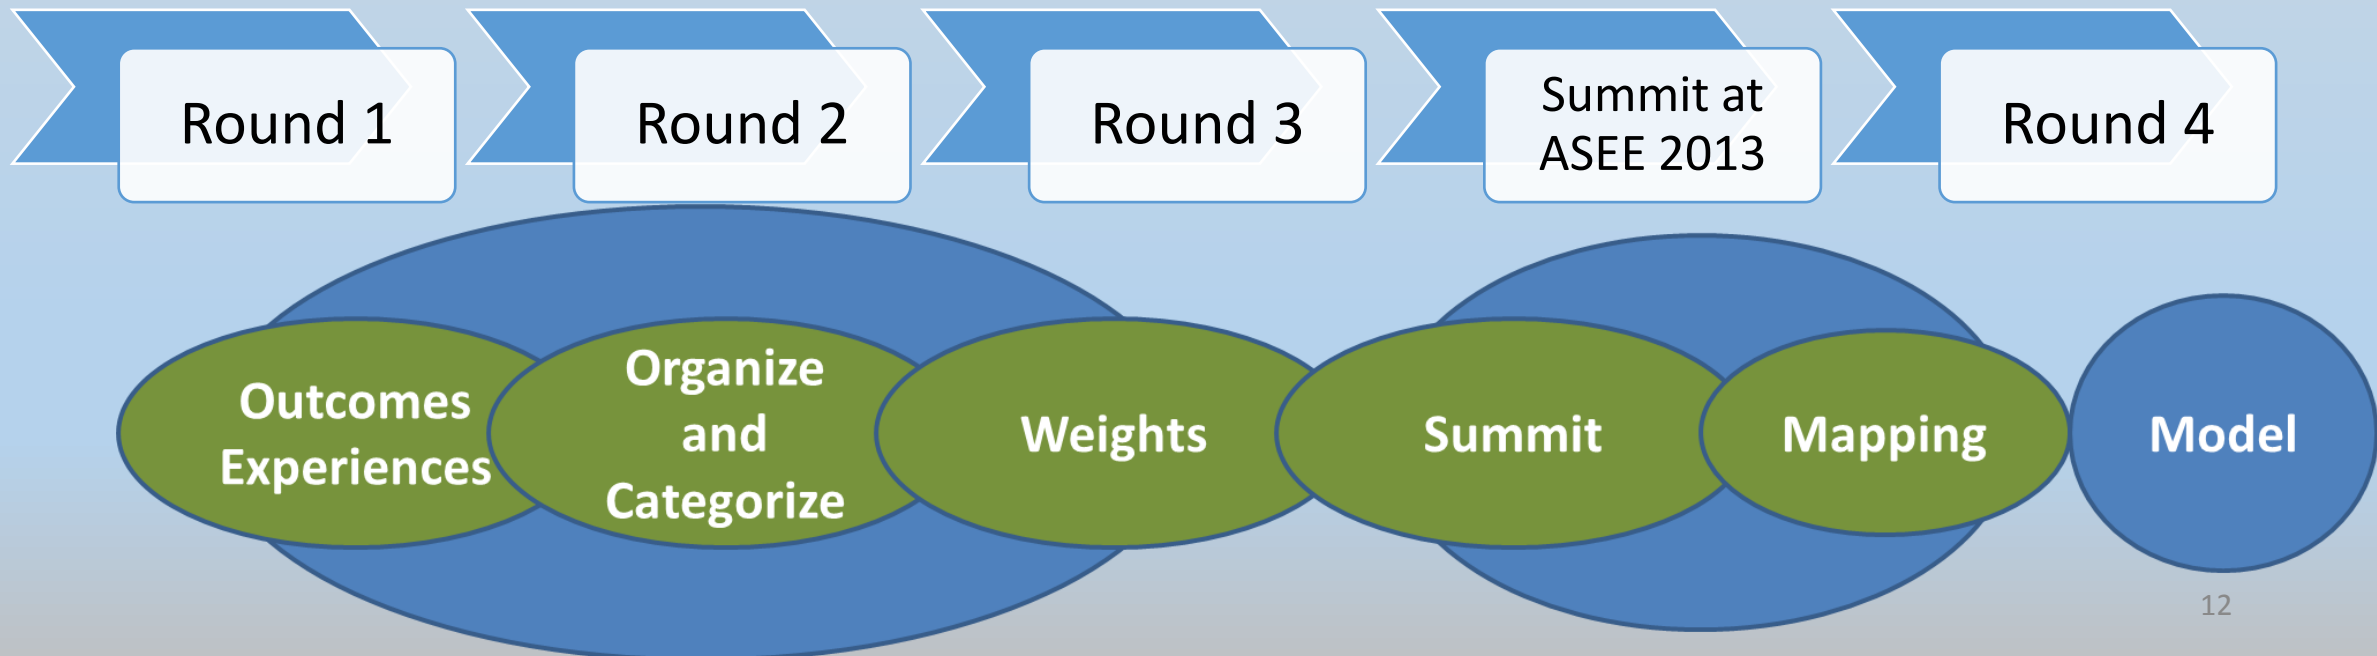 Round 1
Round 2
Round 3
Summit at
ASEE 2013
Round 4
Outcomes
Experiences
Organize
and
Categorize
Weights
Summit
Mapping
Model
12